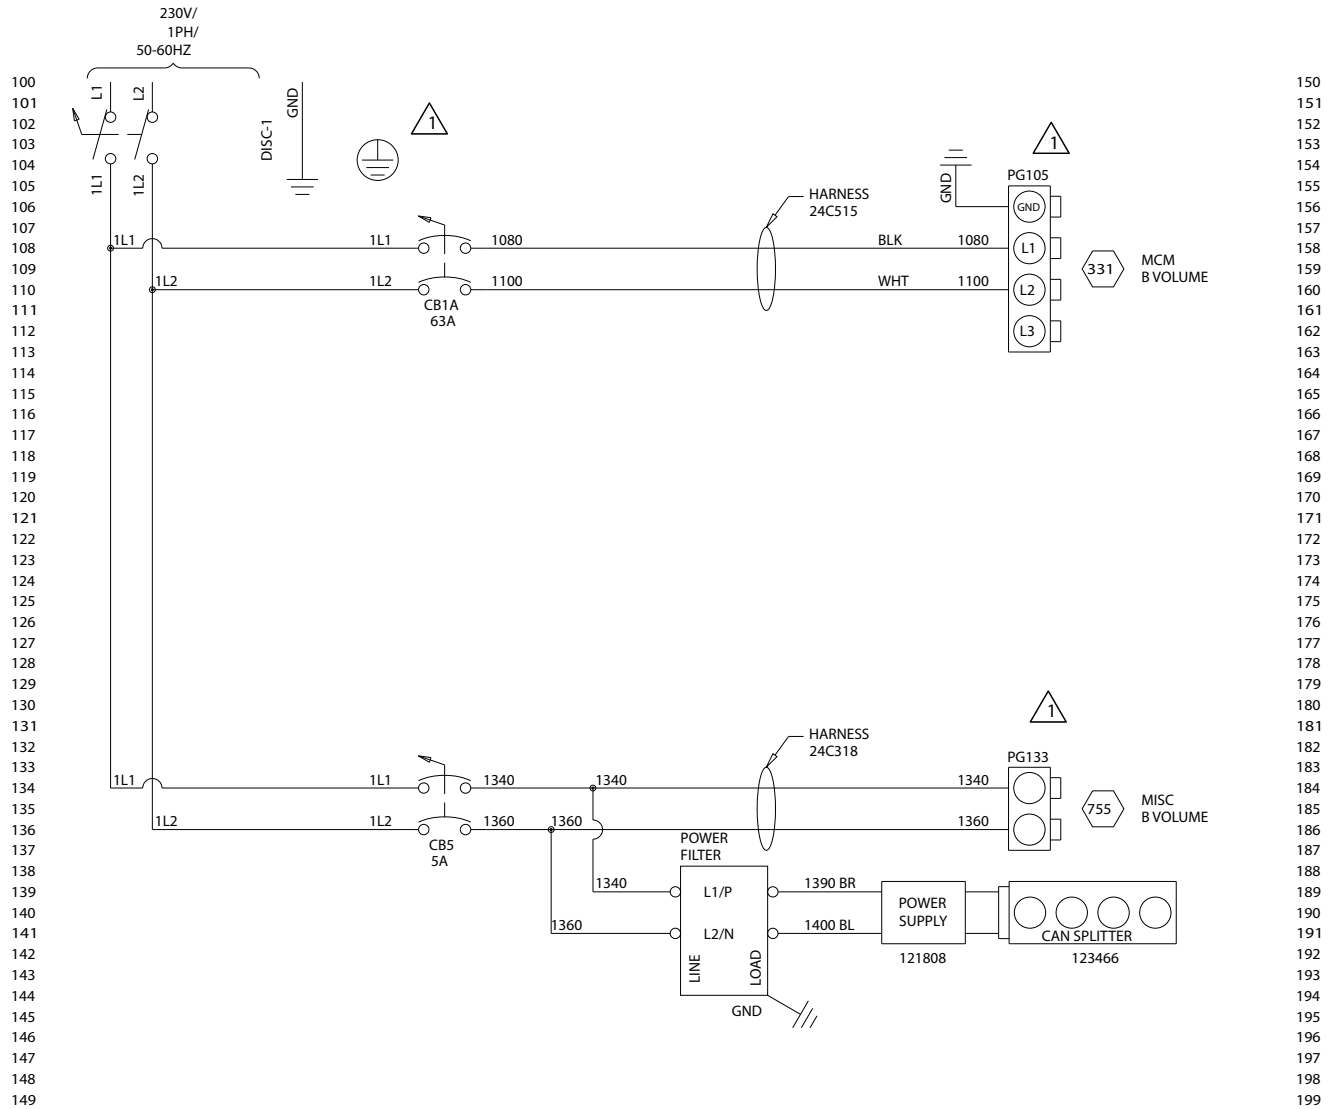 230V/
1PH/
50-60HZ
100 150
101 151
102 152
103 153
104 154
105 155
106 156
107 157
108 158
109 159
110 160
111 161
112 162
113 163
114 164
115 165
116 166
117 167
118 168
119 169
120 170
121 171
122 172
123 173
124 174
125 175
126 176
127 177
128 178
129 179
130 180
131 181
132 182
133 183
134 184
135 185
136 186
137 187
138 188
139 189
140 190
141 191
142 192
143 193
144 194
145 195
146 196
147 197
148 198
149 199
L1 L2
1L1 1L2
DISC-1
GND
1
HARNESS
24C515
GND
1
PG105
GND
1L1 1L1 1080 BLK 1080 L1
1L2 1L2 1100 WHT 1100 L2
CB1A
63A
L3
331
MCM
B VOLUME
HARNESS
24C318
1
PG133
1L1 1L1 1340 1340 1340
1L2 1L2 1360 1360 1360
CB5
5A
755
MISC
B VOLUME
POWER
FILTER
1340 L1/P 1390 BR
1360 L2/N 1400 BL
LINE LOAD
GND
POWER
SUPPLY
121808
CAN SPLITTER
123466